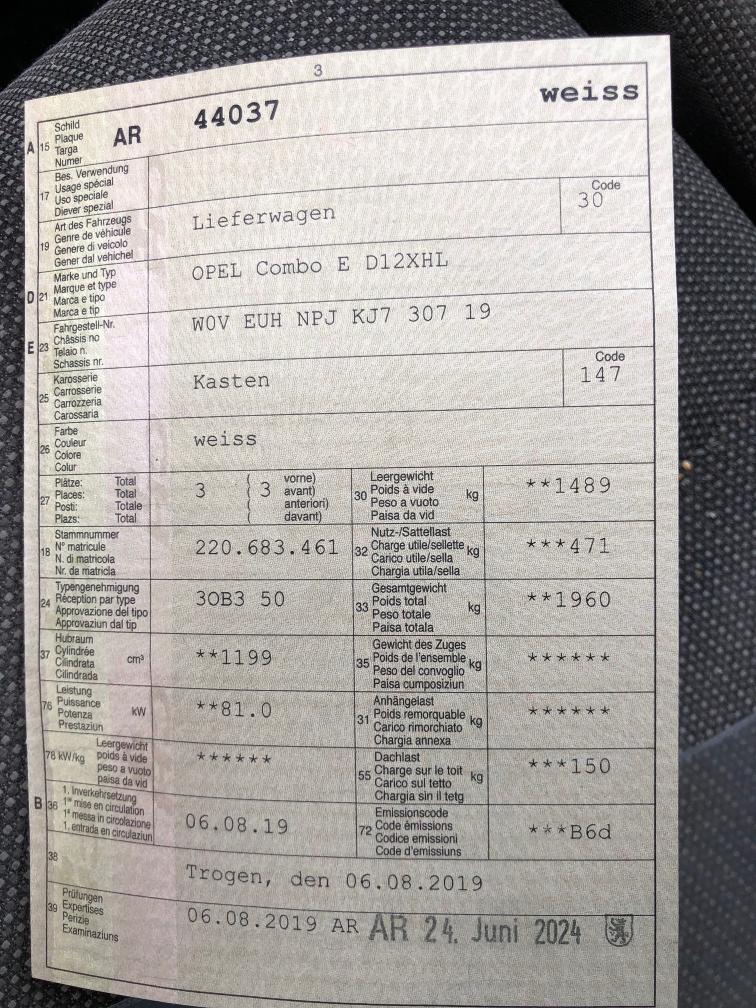 3
A 15 Schild Plaque Targa Numer AR 44037 weiss
17 Bes. Verwendung Usage spécial Uso speciale Diever spezial
19 Art des Fahrzeugs Genre de véhicule Genere di veicolo Gener dal vehichel Lieferwagen Code 30
D 21 Marke und Typ Marque et type Marca e tipo Marca e tip OPEL Combo E D12XHL
E 23 Fahrgestell-Nr. Châssis no Telaio n. Schassis nr. W0V EUH NPJ KJ7 307 19
25 Karosserie Carrosserie Carrozzeria Carossaria Kasten Code 147
26 Farbe Couleur Colore Colur weiss
27 Plätze: Total Places: Total Posti: Totale Plazs: Total 3 ( 3 vorne) ( avant) ( anteriori) ( davant)
30 Leergewicht Poids à vide Peso a vuoto Paisa da vid kg **1489
18 Stammnummer N° matricule N. di matricola Nr. da matricla 220.683.461
32 Nutz-/Sattellast Charge utile/sellette Carico utile/sella Chargia utila/sella kg ***471
24 Typengenehmigung Réception par type Approvazione del tipo Approvaziun dal tip 3OB3 50
33 Gesamtgewicht Poids total Peso totale Paisa totala kg **1960
37 Hubraum Cylindrée Cilindrata Cilindrada cm³ **1199
35 Gewicht des Zuges Poids de l'ensemble Peso del convoglio Paisa cumposiziun kg ******
76 Leistung Puissance Potenza Prestaziun kW **81.0
31 Anhängelast Poids remorquable Carico rimorchiato Chargia annexa kg ******
78 kW/kg Leergewicht poids à vide peso a vuoto paisa da vid ******
55 Dachlast Charge sur le toit Carico sul tetto Chargia sin il tetg kg ***150
B 36 1. Inverkehrsetzung 1re mise en circulation 1a messa in circolazione 1. entrada en circulaziun 06.08.19
72 Emissionscode Code émissions Codice emissioni Code d'emissiuns ***B6d
38 Trogen, den 06.08.2019
39 Prüfungen Expertises Perizie Examinaziuns 06.08.2019 AR AR 24. Juni 2024